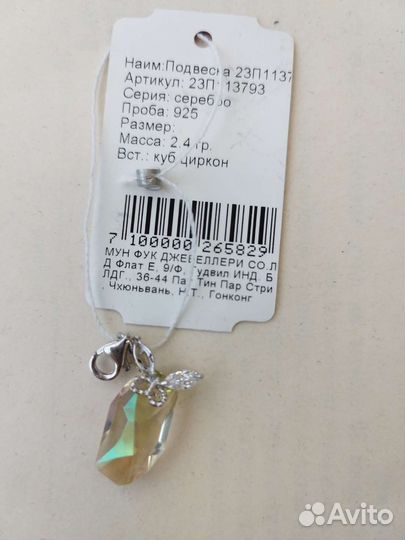 Наим:Подвеска 23П1137
Артикул: 23П 13793
Серия: серебро
Проба: 925
Размер:
Масса: 2.4 гр.
Вст.: куб.циркон
7 100000 265829
МУН ФУК ДЖЕВЕЛЛЕРИ СО.Л
Д Флат Е, 9/Ф, Гудвил ИНД. Б
ЛДГ., 36-44 Па Тин Пар Стри
, Чхюньвань, Н.Т., Гонконг
Avito